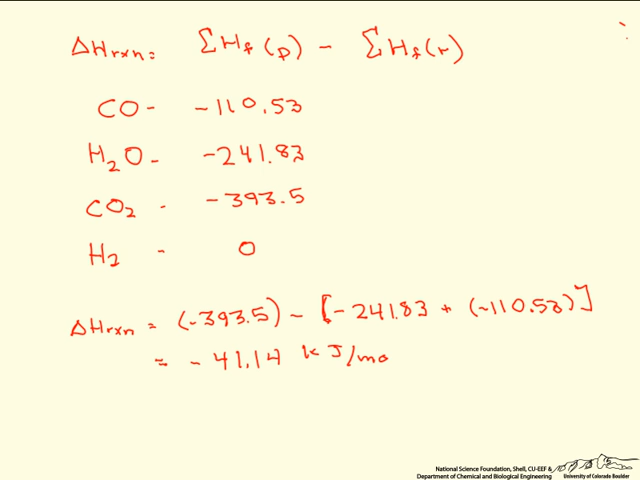 ΔHrxn = ΣHf(p) - ΣHf(r)
CO - -110.53
H2O - -241.83
CO2 - -393.5
H2 - 0
ΔHrxn = (-393.5) - [-241.83 + (-110.53)]
= -41.14 kJ/mo
National Science Foundation, Shell, CU-EEF &
Department of Chemical and Biological Engineering
University of Colorado Boulder